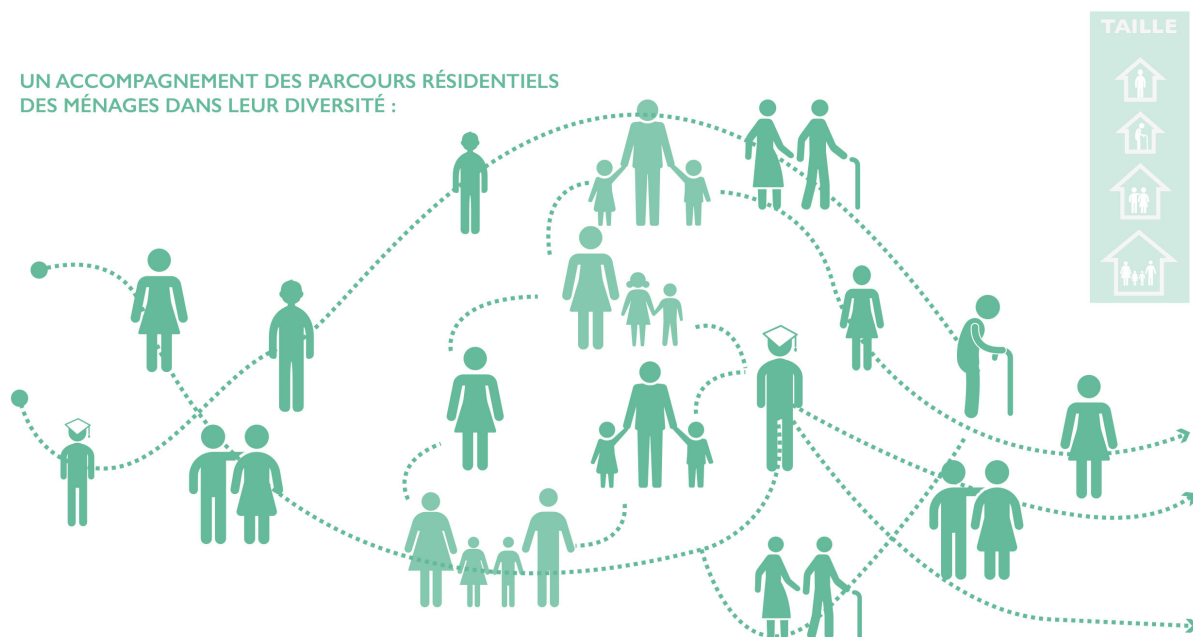 UN ACCOMPAGNEMENT DES PARCOURS RÉSIDENTIELS
DES MÉNAGES DANS LEUR DIVERSITÉ :
TAILLE